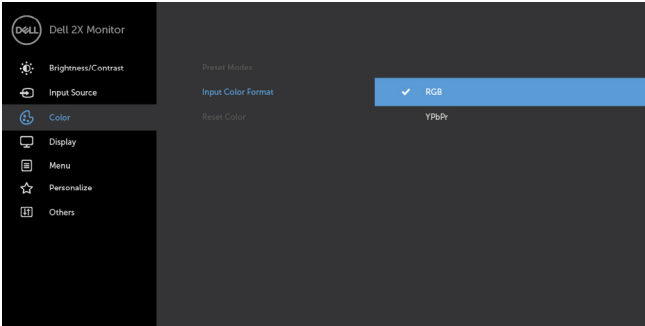 DELL Dell 2X Monitor
Brightness/Contrast
Preset Modes
Input Source
Input Color Format
✓ RGB
Color
Reset Color
YPbPr
Display
Menu
Personalize
Others